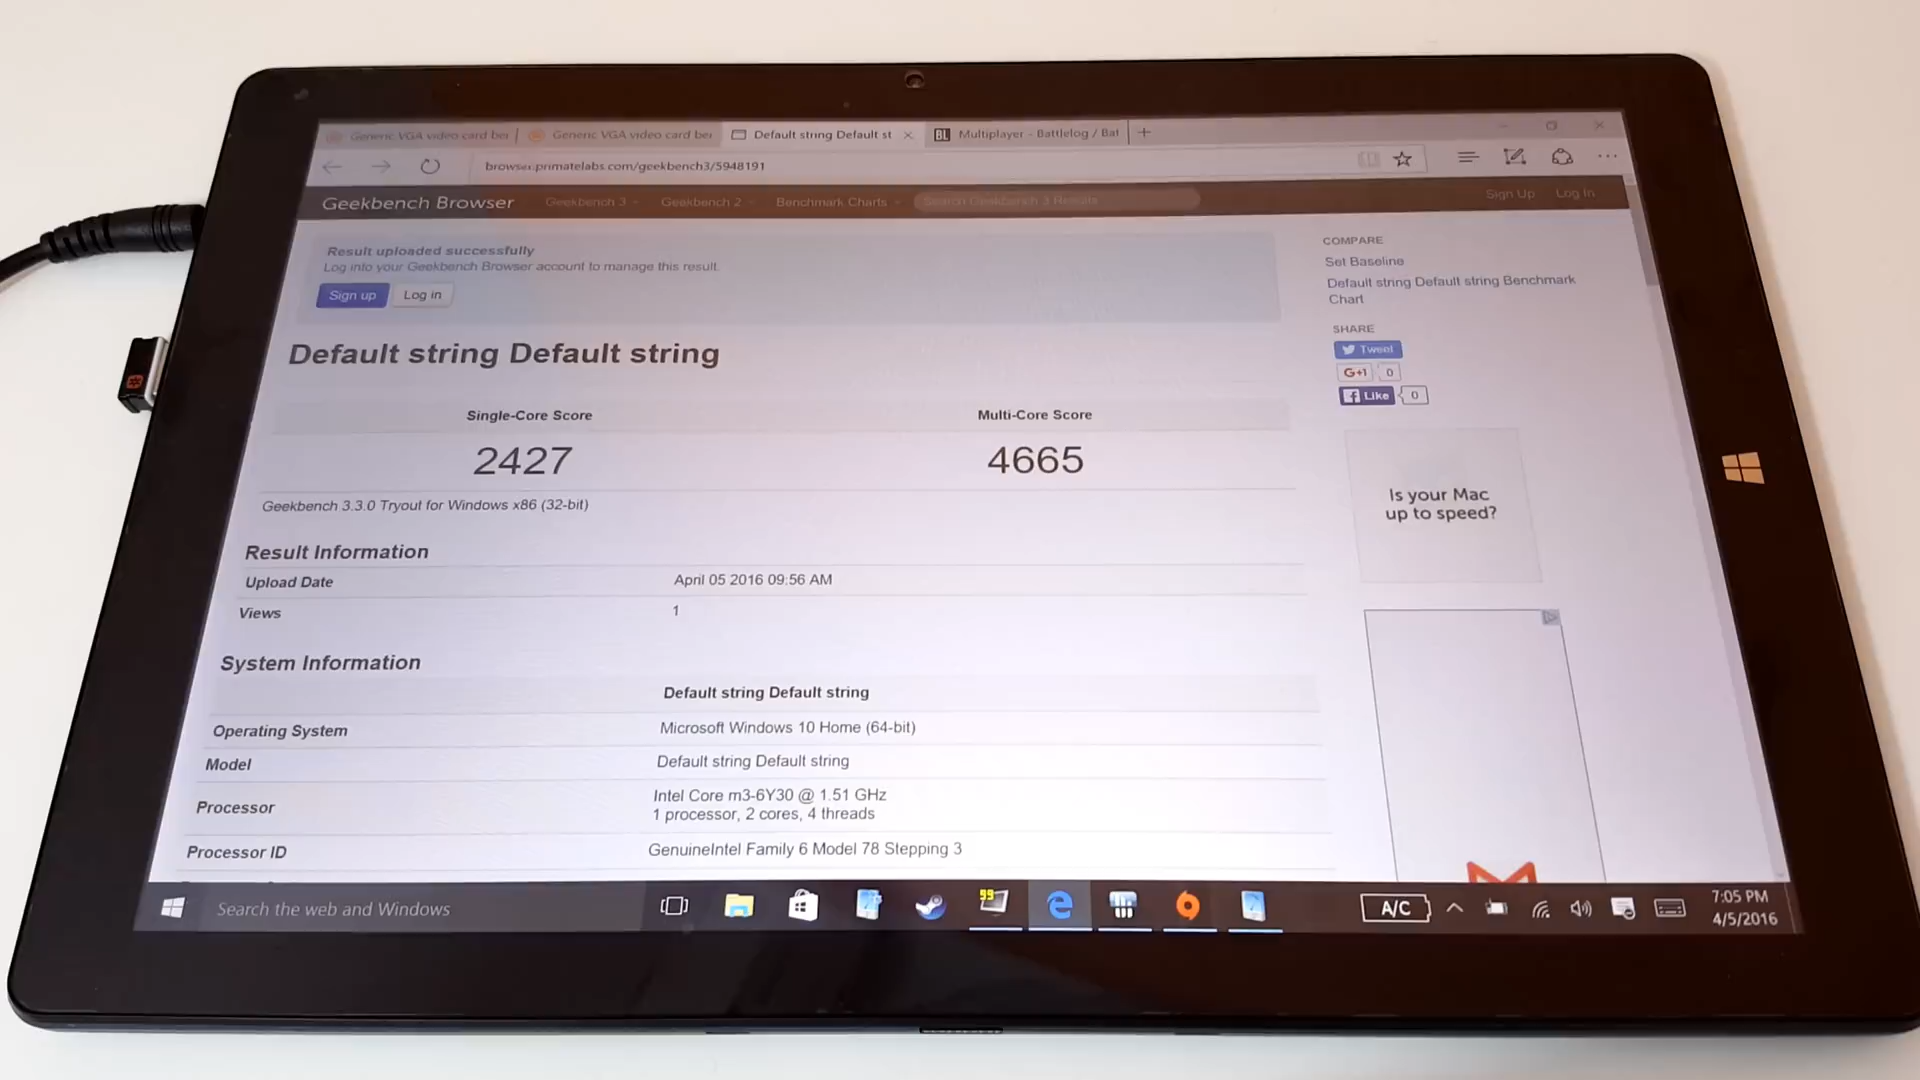 Generic VGA video card ber
Generic VGA video card ber
Default string Default st
BL Multiplayer - Battlelog / Bat
browser.primatelabs.com/geekbench3/5948191
Geekbench Browser
Geekbench 3
Geekbench 2
Benchmark Charts
Search Geekbench 3 Results
Sign Up
Log In
Result uploaded successfully
Log into your Geekbench Browser account to manage this result.
Sign up
Log in
COMPARE
Set Baseline
Default string Default string Benchmark
Chart
SHARE
Tweet
G+1 0
Like 0
Default string Default string
Single-Core Score
Multi-Core Score
2427
4665
Geekbench 3.3.0 Tryout for Windows x86 (32-bit)
Is your Mac
up to speed?
Result Information
Upload Date
April 05 2016 09:56 AM
Views
1
System Information
Default string Default string
Operating System
Microsoft Windows 10 Home (64-bit)
Model
Default string Default string
Processor
Intel Core m3-6Y30 @ 1.51 GHz
1 processor, 2 cores, 4 threads
Processor ID
GenuineIntel Family 6 Model 78 Stepping 3
Search the web and Windows
99
A/C
7:05 PM
4/5/2016